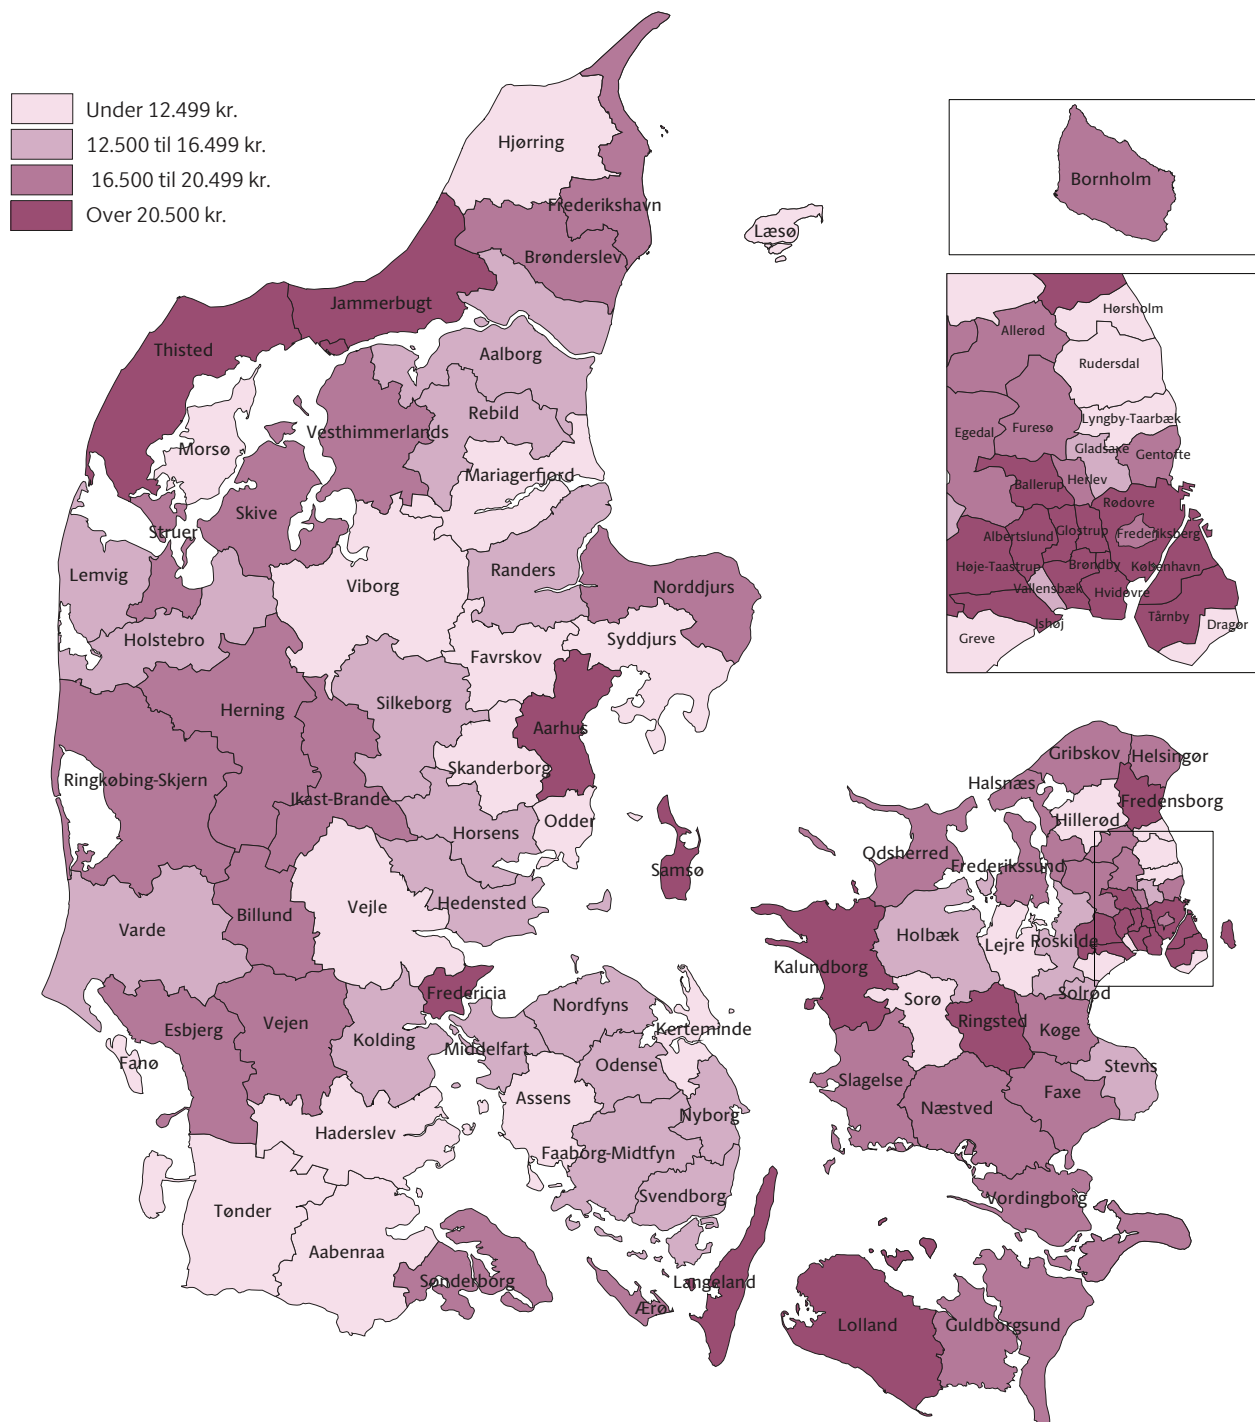 Under 12.499 kr.
12.500 til 16.499 kr.
16.500 til 20.499 kr.
Over 20.500 kr.
Hjørring
Frederikshavn
Læsø
Brønderslev
Jammerbugt
Thisted
Aalborg
Rebild
Vesthimmerlands
Morsø
Mariagerfjord
Skive
Struer
Lemvig
Viborg
Randers
Norddjurs
Holstebro
Favrskov
Syddjurs
Herning
Silkeborg
Aarhus
Skanderborg
Ringkøbing-Skjern
Ikast-Brande
Horsens
Odder
Samsø
Hedensted
Vejle
Billund
Varde
Fredericia
Esbjerg
Vejen
Kolding
Fanø
Middelfart
Nordfyns
Kerteminde
Odense
Assens
Nyborg
Haderslev
Faaborg-Midtfyn
Svendborg
Tønder
Aabenraa
Sønderborg
Langeland
Ærø
Bornholm
Hørsholm
Allerød
Rudersdal
Lyngby-Taarbæk
Egedal
Furesø
Gladsaxe
Gentofte
Ballerup
Herlev
Rødovre
Albertslund
Glostrup
Frederiksberg
Høje-Taastrup
Brøndby
København
Vallensbæk
Hvidovre
Tårnby
Ishøj
Dragør
Greve
Gribskov
Helsingør
Halsnæs
Fredensborg
Hillerød
Odsherred
Frederikssund
Holbæk
Lejre
Roskilde
Kalundborg
Solrød
Sorø
Ringsted
Køge
Stevns
Slagelse
Næstved
Faxe
Vordingborg
Lolland
Guldborgsund